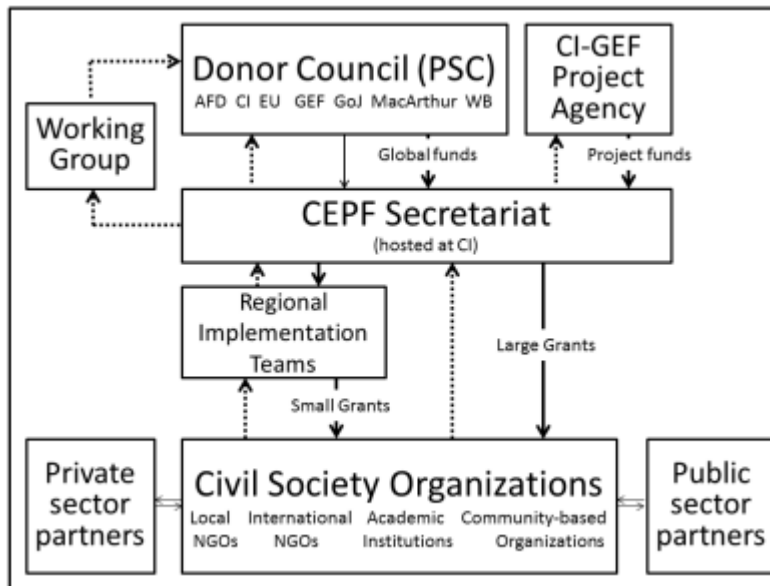 Donor Council (PSC)
AFD CI EU GEF GoJ MacArthur WB
CI-GEF
Project
Agency
Working
Group
Global funds
Project funds
CEPF Secretariat
(hosted at CI)
Regional
Implementation
Teams
Large Grants
Small Grants
Private
sector
partners
Civil Society Organizations
Local International Academic Community-based
NGOs NGOs Institutions Organizations
Public
sector
partners